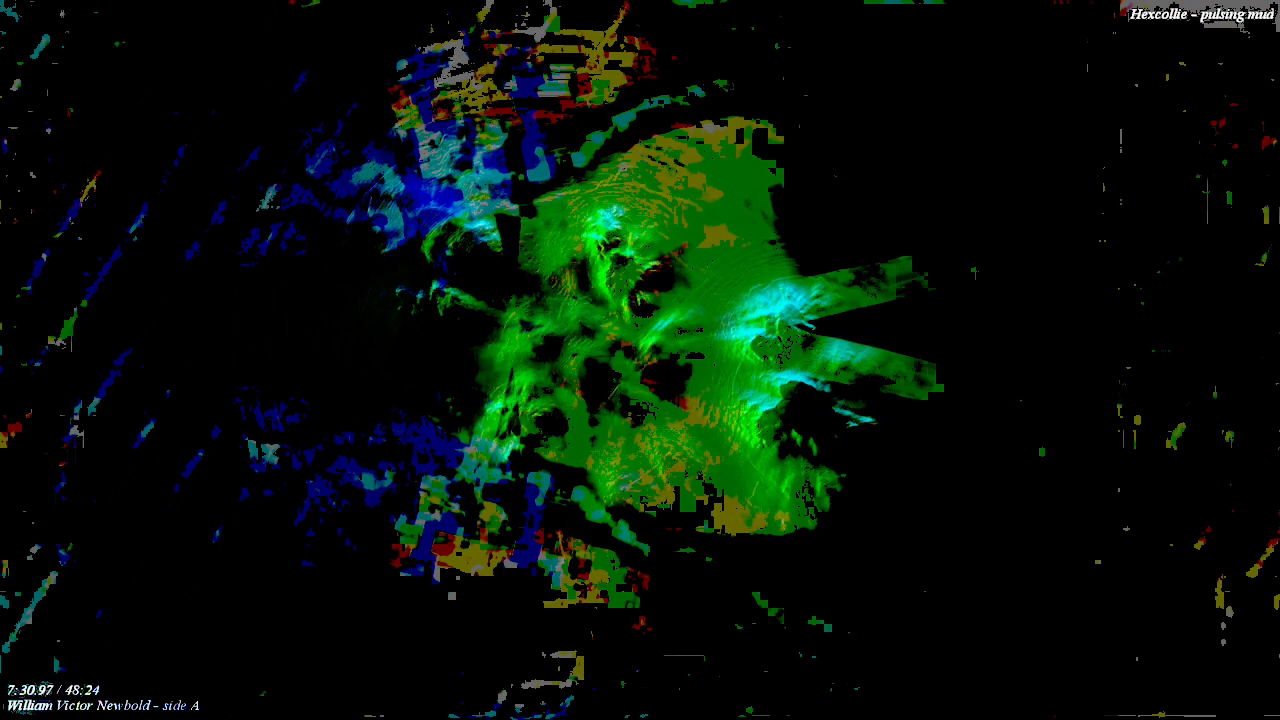 Hexcollie - pulsing mud
7:30.97 / 48:24
William Victor Newbold - side A